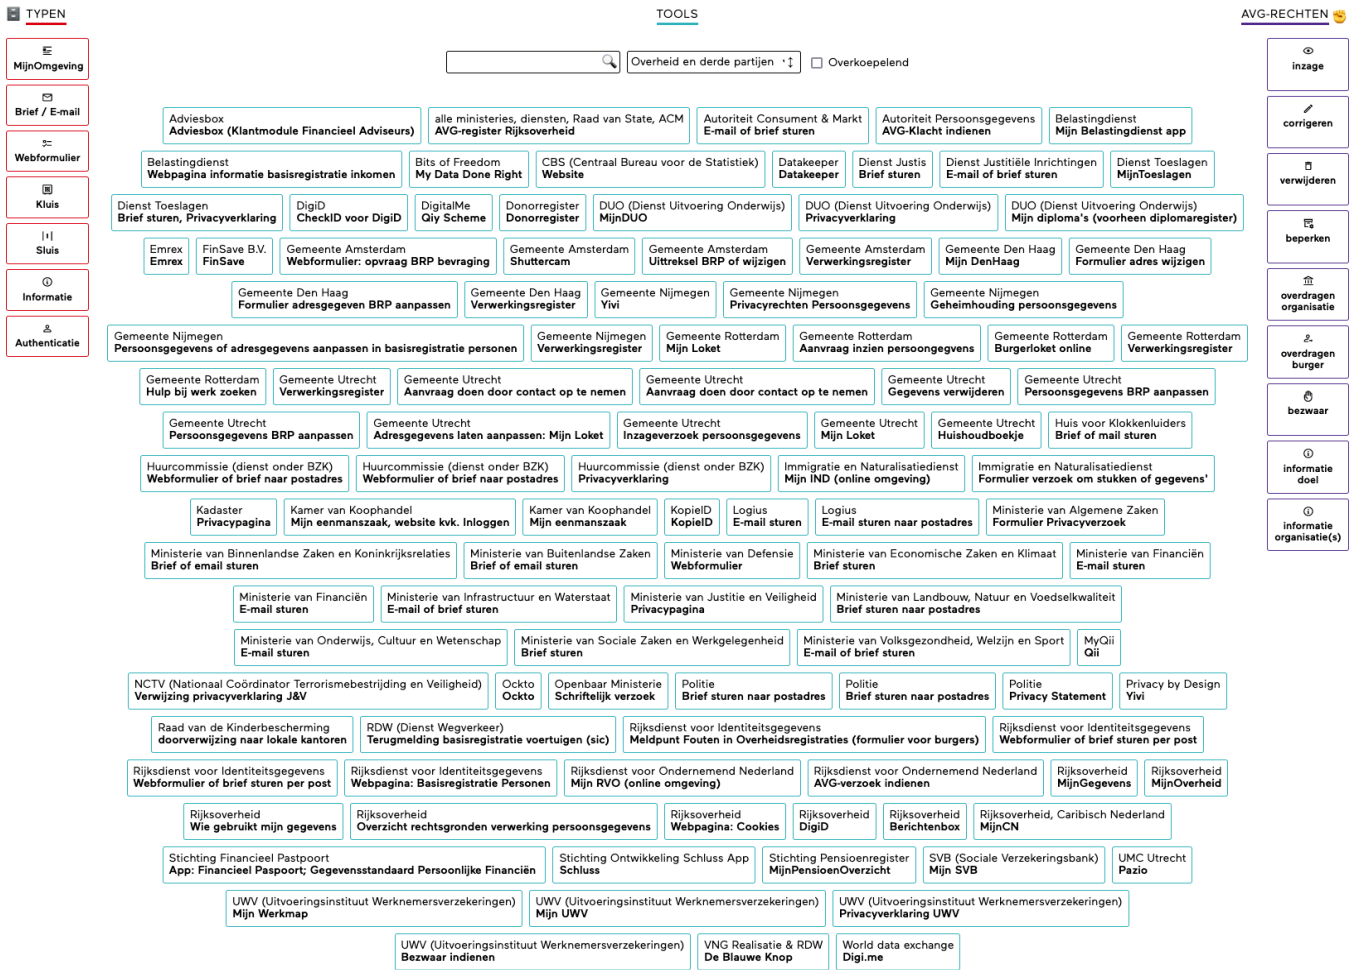 TYPEN
TOOLS
AVG-RECHTEN
MijnOmgeving
Brief / E-mail
Webformulier
Kluis
Sluis
Informatie
Authenticatie
Overheid en derde partijen
Overkoepelend
Adviesbox
Adviesbox (Klantmodule Financieel Adviseurs)
alle ministeries, diensten, Raad van State, ACM
AVG-register Rijksoverheid
Autoriteit Consument & Markt
E-mail of brief sturen
Autoriteit Persoonsgegevens
AVG-Klacht indienen
Belastingdienst
Mijn Belastingdienst app
Belastingdienst
Webpagina informatie basisregistratie inkomen
Bits of Freedom
My Data Done Right
CBS (Centraal Bureau voor de Statistiek)
Website
Datakeeper
Datakeeper
Dienst Justis
Brief sturen
Dienst Justitiële Inrichtingen
E-mail of brief sturen
Dienst Toeslagen
MijnToeslagen
Dienst Toeslagen
Brief sturen, Privacyverklaring
DigiD
CheckID voor DigiD
DigitalMe
Qiy Scheme
Donorregister
Donorregister
DUO (Dienst Uitvoering Onderwijs)
MijnDUO
DUO (Dienst Uitvoering Onderwijs)
Privacyverklaring
DUO (Dienst Uitvoering Onderwijs)
Mijn diploma's (voorheen diplomaregister)
Emrex
Emrex
FinSave B.V.
FinSave
Gemeente Amsterdam
Webformulier: opvraag BRP bevraging
Gemeente Amsterdam
Shuttercam
Gemeente Amsterdam
Uittreksel BRP of wijzigen
Gemeente Amsterdam
Verwerkingsregister
Gemeente Den Haag
Mijn DenHaag
Gemeente Den Haag
Formulier adres wijzigen
Gemeente Den Haag
Formulier adresgegeven BRP aanpassen
Gemeente Den Haag
Verwerkingsregister
Gemeente Nijmegen
Yivi
Gemeente Nijmegen
Privacyrechten Persoonsgegevens
Gemeente Nijmegen
Geheimhouding persoonsgegevens
Gemeente Nijmegen
Persoonsgegevens of adresgegevens aanpassen in basisregistratie personen
Gemeente Nijmegen
Verwerkingsregister
Gemeente Rotterdam
Mijn Loket
Gemeente Rotterdam
Aanvraag inzien persoongegevns
Gemeente Rotterdam
Burgerloket online
Gemeente Rotterdam
Verwerkingsregister
Gemeente Rotterdam
Hulp bij werk zoeken
Gemeente Utrecht
Verwerkingsregister
Gemeente Utrecht
Aanvraag doen door contact op te nemen
Gemeente Utrecht
Aanvraag doen door contact op te nemen
Gemeente Utrecht
Gegevens verwijderen
Gemeente Utrecht
Persoonsgegevens BRP aanpassen
Gemeente Utrecht
Persoonsgegevens BRP aanpassen
Gemeente Utrecht
Adresgegevens laten aanpassen: Mijn Loket
Gemeente Utrecht
Inzageverzoek persoonsgegevens
Gemeente Utrecht
Mijn Loket
Gemeente Utrecht
Huishoudboekje
Huis voor Klokkenluiders
Brief of mail sturen
Huurcommissie (dienst onder BZK)
Webformulier of brief naar postadres
Huurcommissie (dienst onder BZK)
Webformulier of brief naar postadres
Huurcommissie (dienst onder BZK)
Privacyverklaring
Immigratie en Naturalisatiedienst
Mijn IND (online omgeving)
Immigratie en Naturalisatiedienst
Formulier verzoek om stukken of gegevens'
Kadaster
Privacypagina
Kamer van Koophandel
Mijn eenmanszaak, website kvk. Inloggen
Kamer van Koophandel
Mijn eenmanszaak
KopieID
KopieID
Logius
E-mail sturen
Logius
E-mail sturen naar postadres
Ministerie van Algemene Zaken
Formulier Privacyverzoek
Ministerie van Binnenlandse Zaken en Koninkrijksrelaties
Brief of email sturen
Ministerie van Buitenlandse Zaken
Brief of email sturen
Ministerie van Defensie
Webformulier
Ministerie van Economische Zaken en Klimaat
Brief sturen
Ministerie van Financiën
E-mail sturen
Ministerie van Financiën
E-mail sturen
Ministerie van Infrastructuur en Waterstaat
E-mail of brief sturen
Ministerie van Justitie en Veiligheid
Privacypagina
Ministerie van Landbouw, Natuur en Voedselkwaliteit
Brief sturen naar postadres
Ministerie van Onderwijs, Cultuur en Wetenschap
E-mail sturen
Ministerie van Sociale Zaken en Werkgelegenheid
Brief sturen
Ministerie van Volksgezondheid, Welzijn en Sport
E-mail of brief sturen
MyQii
Qii
NCTV (Nationaal Coördinator Terrorismebestrijding en Veiligheid)
Verwijzing privacyverklaring J&V
Ockto
Ockto
Openbaar Ministerie
Schriftelijk verzoek
Politie
Brief sturen naar postadres
Politie
Brief sturen naar postadres
Politie
Privacy Statement
Privacy by Design
Yivi
Raad van de Kinderbescherming
doorverwijzing naar lokale kantoren
RDW (Dienst Wegverkeer)
Terugmelding basisregistratie voertuigen (sic)
Rijksdienst voor Identiteitsgegevens
Meldpunt Fouten in Overheidsregistraties (formulier voor burgers)
Rijksdienst voor Identiteitsgegevens
Webformulier of brief sturen per post
Rijksdienst voor Identiteitsgegevens
Webformulier of brief sturen per post
Rijksdienst voor Identiteitsgegevens
Webpagina: Basisregistratie Personen
Rijksdienst voor Ondernemend Nederland
Mijn RVO (online omgeving)
Rijksdienst voor Ondernemend Nederland
AVG-verzoek indienen
Rijksoverheid
MijnGegevens
Rijksoverheid
MijnOverheid
Rijksoverheid
Wie gebruikt mijn gegevens
Rijksoverheid
Overzicht rechtsgronden verwerking persoonsgegevens
Rijksoverheid
Webpagina: Cookies
Rijksoverheid
DigiD
Rijksoverheid
Berichtenbox
Rijksoverheid, Caribisch Nederland
MijnCN
Stichting Financieel Pastpoort
App: Financieel Paspoort; Gegevensstandaard Persoonlijke Financiën
Stichting Ontwikkeling Schluss App
Schluss
Stichting Pensioenregister
MijnPensioenOverzicht
SVB (Sociale Verzekeringsbank)
Mijn SVB
UMC Utrecht
Pazio
UWV (Uitvoeringsinstituut Werknemersverzekeringen)
Mijn Werkmap
UWV (Uitvoeringsinstituut Werknemersverzekeringen)
Mijn UWV
UWV (Uitvoeringsinstituut Werknemersverzekeringen)
Privacyverklaring UWV
UWV (Uitvoeringsinstituut Werknemersverzekeringen)
Bezwaar indienen
VNG Realisatie & RDW
De Blauwe Knop
World data exchange
Digi.me
inzage
corrigeren
verwijderen
beperken
overdragen
organisatie
overdragen
burger
bezwaar
informatie
doel
informatie
organisatie(s)